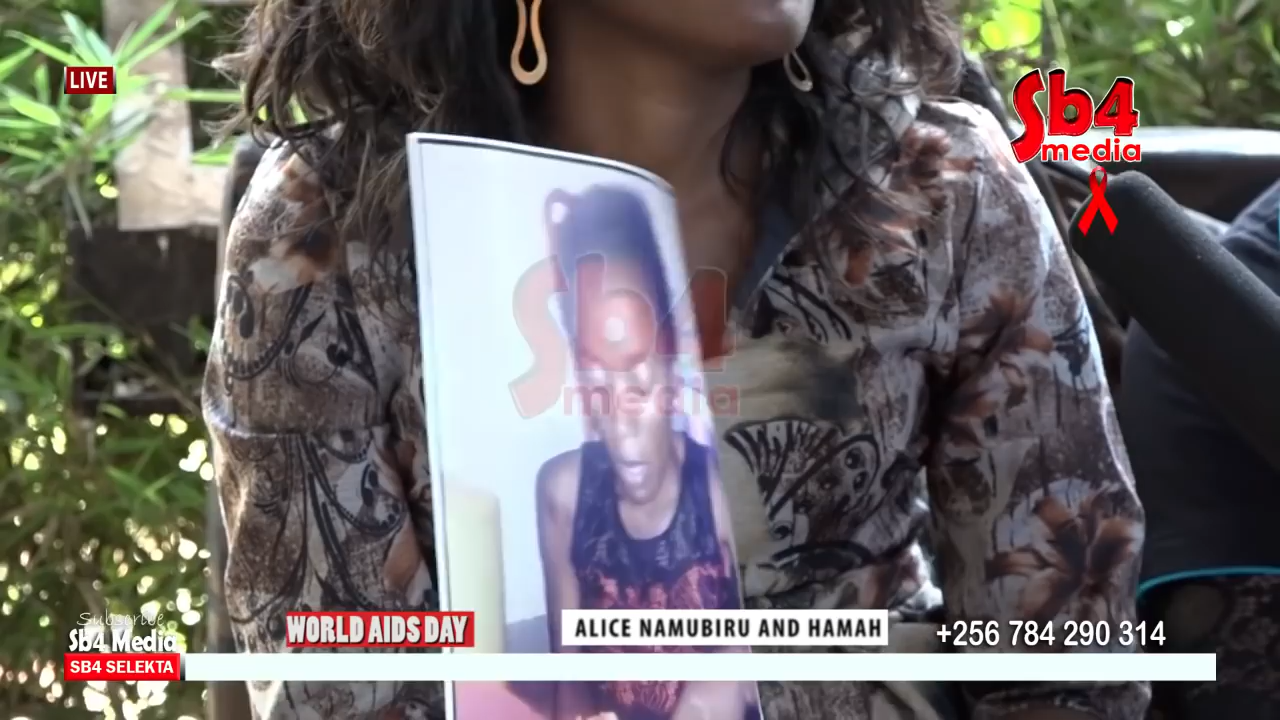 LIVE
Sb4
media
Sb4
media
WORLD AIDS DAY
ALICE NAMUBIRU AND HAMAH
+256 784 290 314
Subscribe
Sb4 Media
SB4 SELEKTA